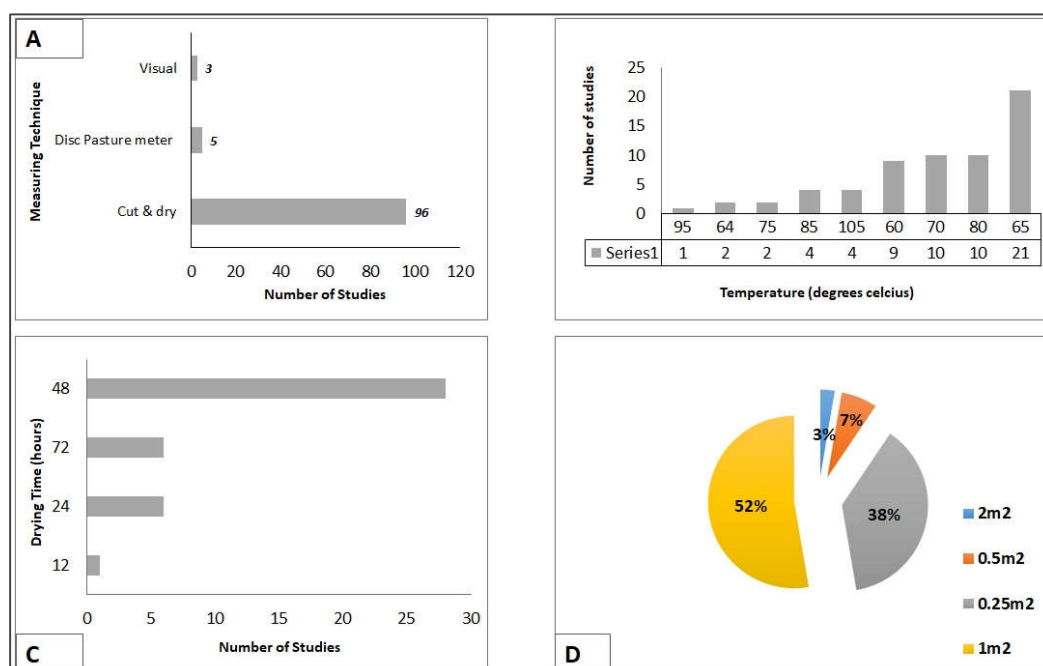 A
Measuring Technique
Visual
3
Disc Pasture meter
5
Cut & dry
96
0 20 40 60 80 100 120
Number of Studies
Number of studies
25
20
15
10
5
0
95 64 75 85 105 60 70 80 65
Series1 1 2 2 4 4 9 10 10 21
Temperature (degrees celcius)
Drying Time (hours)
48
72
24
12
0 5 10 15 20 25 30
Number of Studies
C
3%
7%
38%
52%
2m2
0.5m2
0.25m2
1m2
D